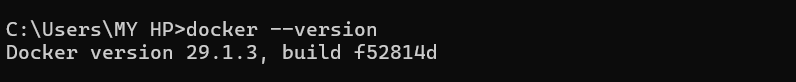 C:\Users\MY HP>docker --version
Docker version 29.1.3, build f52814d